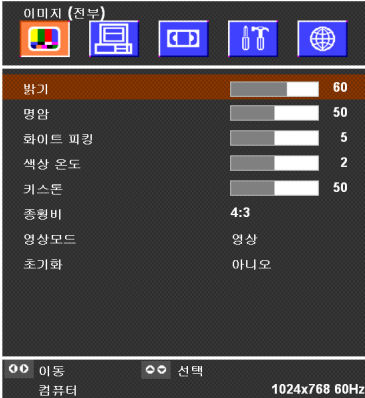 이미지 (전부)
밝기 60
명암 50
화이트 피킹 5
색상 온도 2
키스톤 50
종횡비 4:3
영상모드 영상
초기화 아니오
이동 선택
컴퓨터 1024x768 60Hz